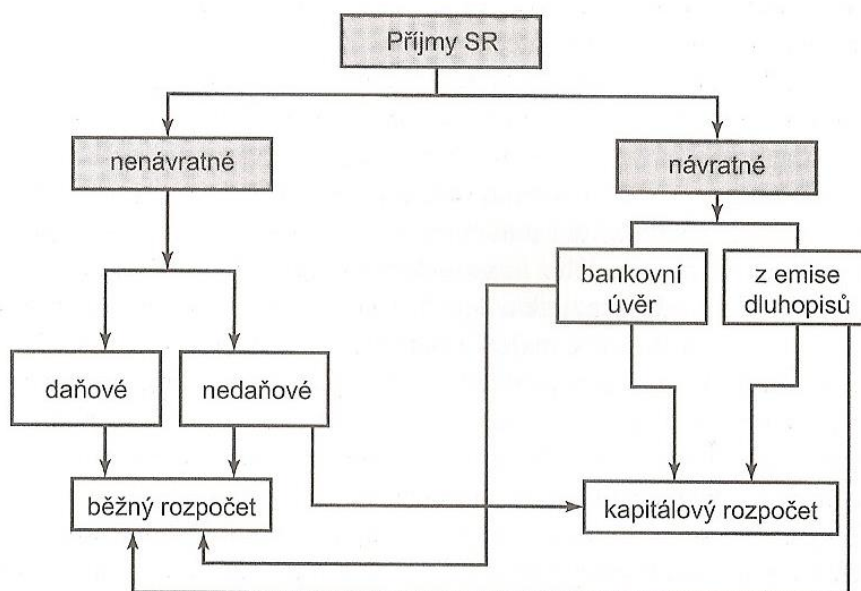 Příjmy SR
nenávratné
návratné
bankovní
úvěr
z emise
dluhopisů
daňové
nedaňové
běžný rozpočet
kapitálový rozpočet